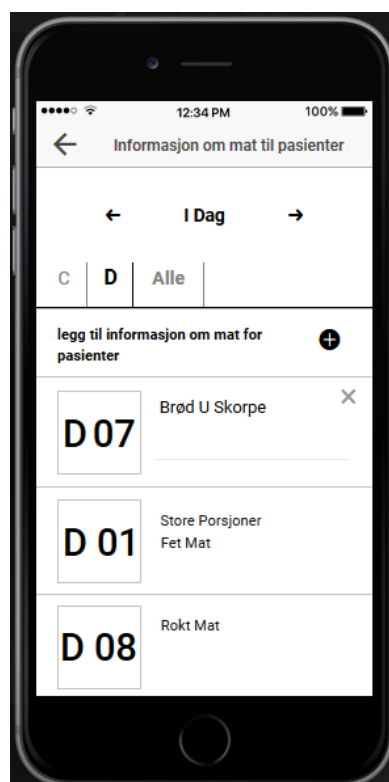 12:34 PM 100%
Informasjon om mat til pasienter
I Dag
C D Alle
legg til informasjon om mat for
pasienter
D 07
Brød U Skorpe
D 01
Store Porsjoner
Fet Mat
D 08
Rokt Mat